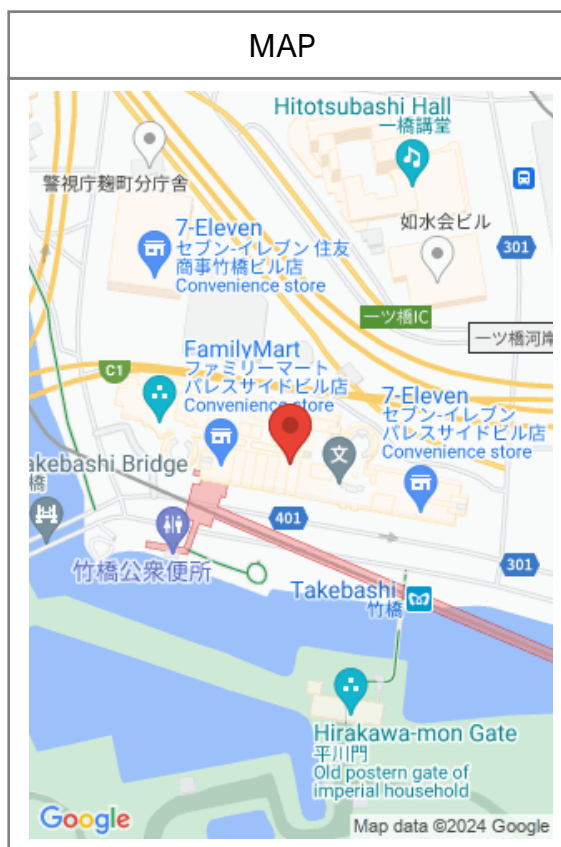 MAP
Hitotsubashi Hall
一橋講堂
警視庁麹町分庁舎
7-Eleven
セブン-イレブン 住友
商事竹橋ビル店
Convenience store
如水会ビル
301
一ツ橋IC
一ツ橋河岸
C1
FamilyMart
ファミリーマート
パレスサイドビル店
Convenience store
7-Eleven
セブン-イレブン
パレスサイドビル店
Convenience store
文
akebashi Bridge
橋
401
301
竹橋公衆便所
Takebashi
竹橋
Hirakawa-mon Gate
平川門
Old postern gate of
imperial household
Google
Map data ©2024 Google